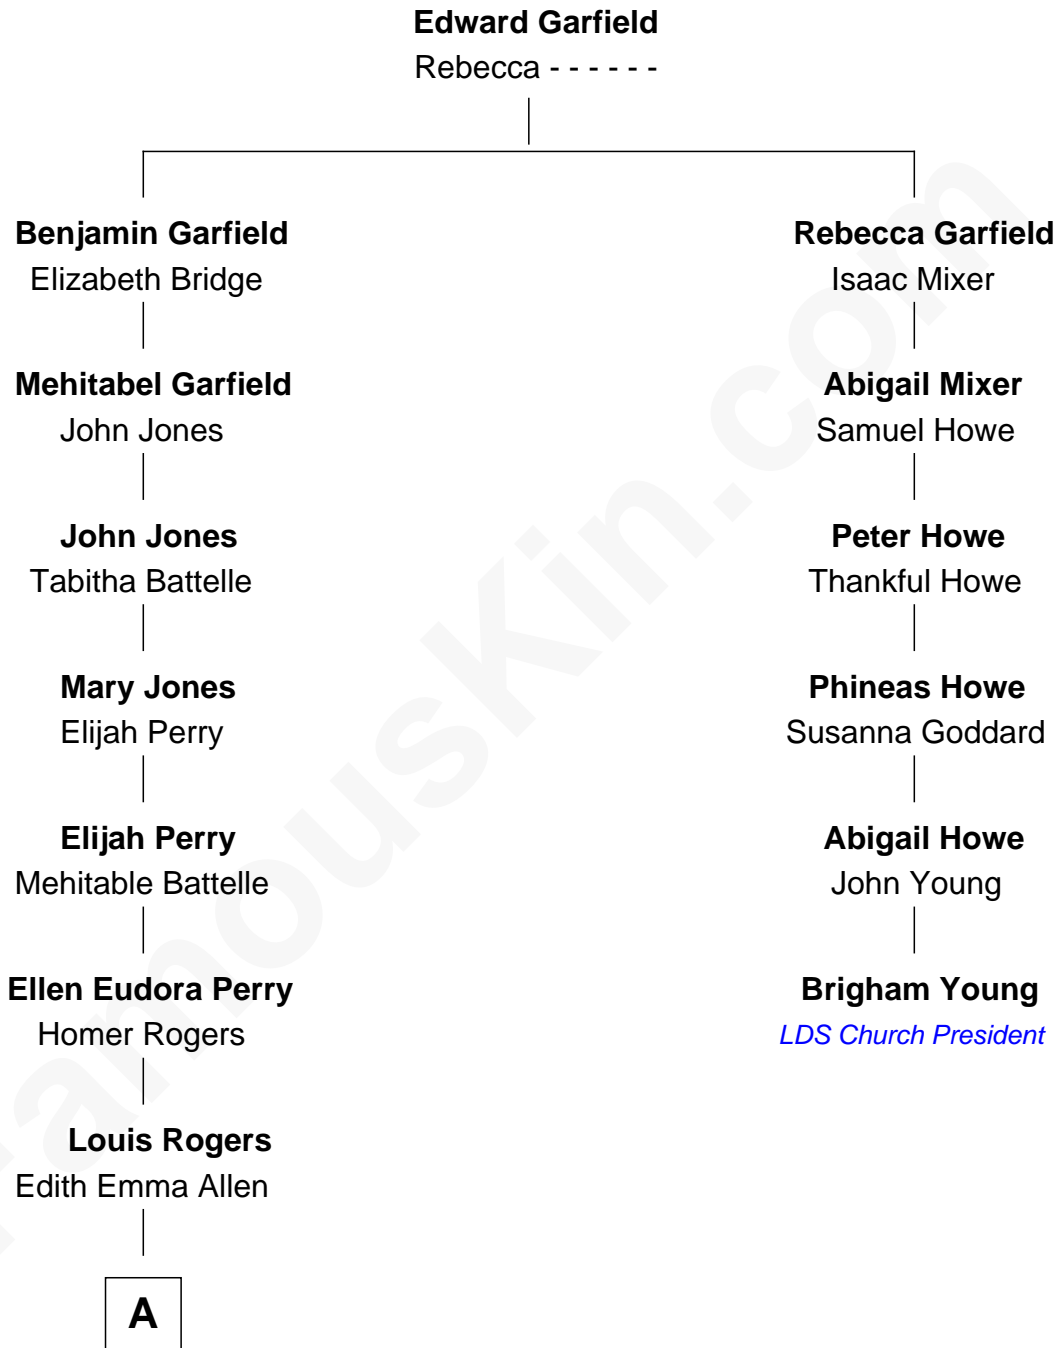 Edward Garfield
Rebecca - - - - - -
Benjamin Garfield
Elizabeth Bridge
Mehitabel Garfield
John Jones
John Jones
Tabitha Battelle
Mary Jones
Elijah Perry
Elijah Perry
Mehitable Battelle
Ellen Eudora Perry
Homer Rogers
Louis Rogers
Edith Emma Allen
A
Rebecca Garfield
Isaac Mixer
Abigail Mixer
Samuel Howe
Peter Howe
Thankful Howe
Phineas Howe
Susanna Goddard
Abigail Howe
John Young
Brigham Young
LDS Church President
FamousKin.com